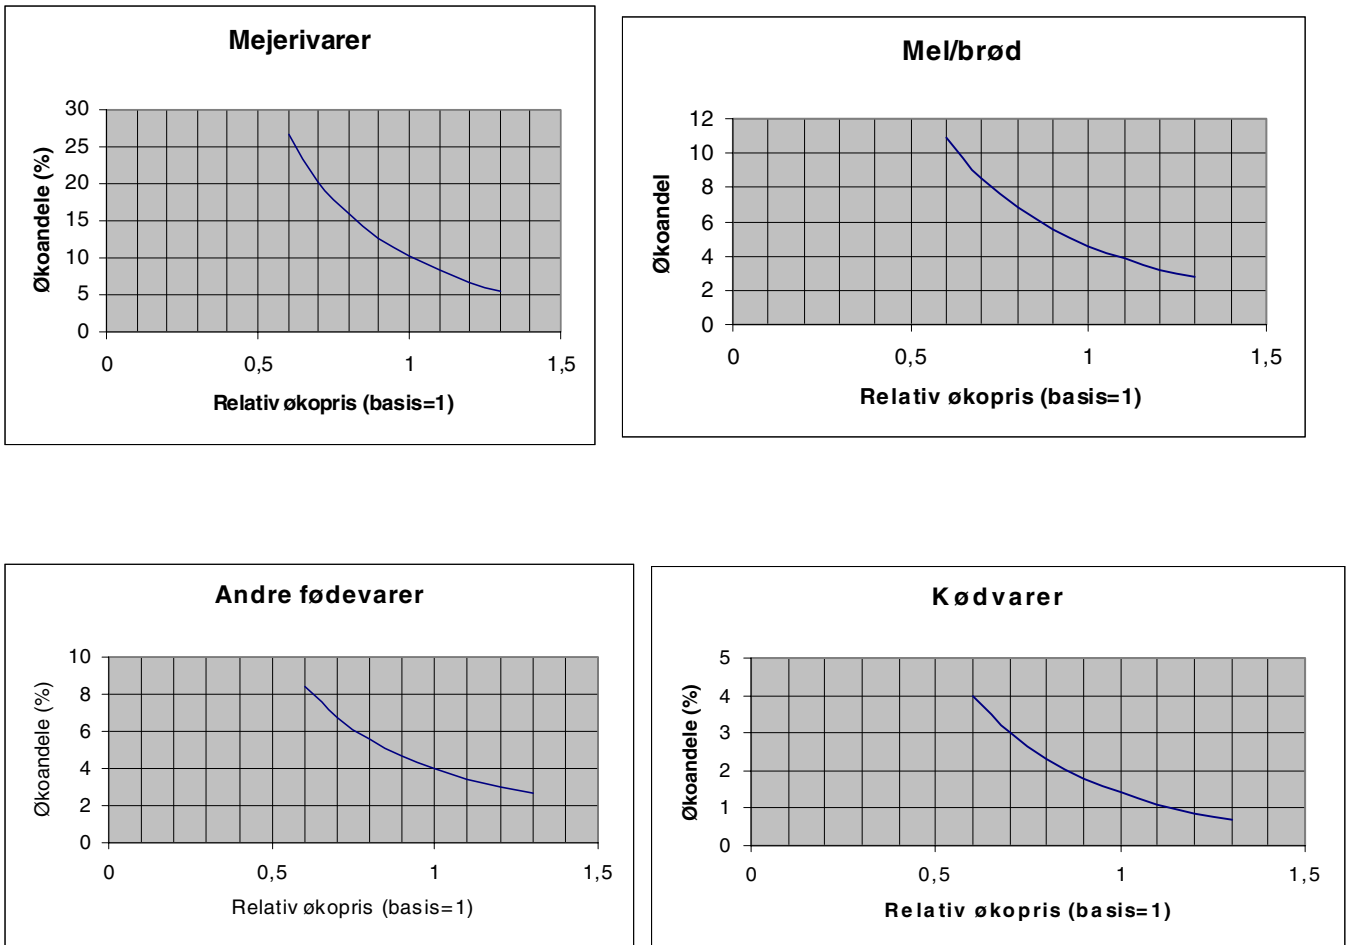 Mejerivarer
Økoandele (%)
30
25
20
15
10
5
0
0 0,5 1 1,5
Relativ økopris (basis=1)
Mel/brød
Økoandel
12
10
8
6
4
2
0
0 0,5 1 1,5
Relativ økopris (basis=1)
Andre fødevarer
Økoandele (%)
10
8
6
4
2
0
0 0,5 1 1,5
Relativ økopris (basis=1)
Kødvarer
Økoandele (%)
5
4
3
2
1
0
0 0,5 1 1,5
Relativ økopris (basis=1)